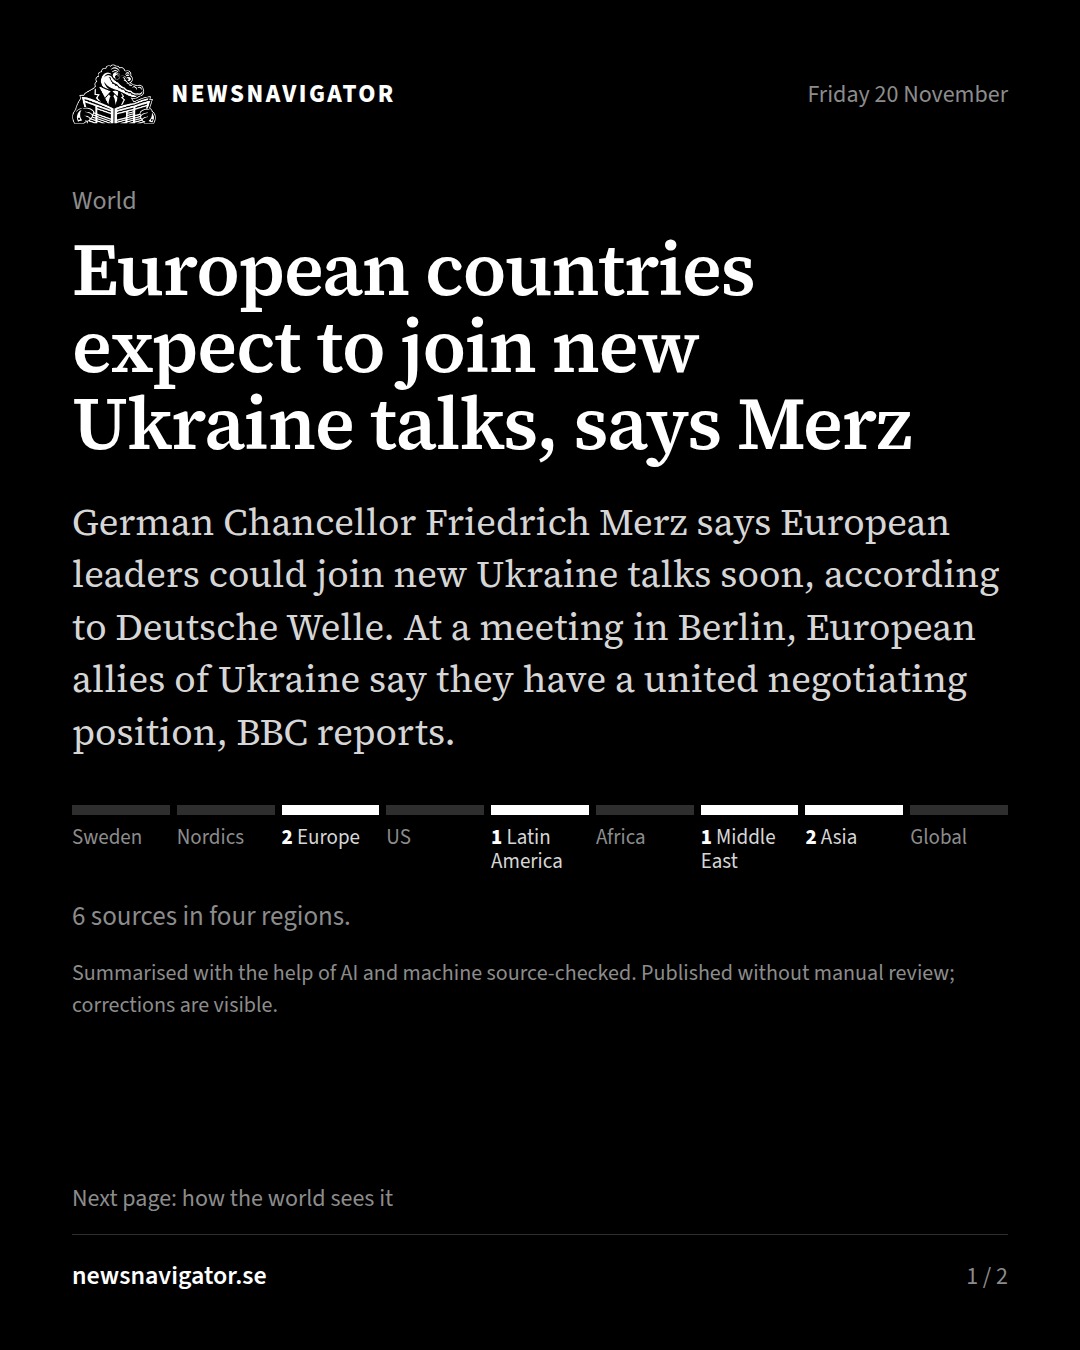 NEWSNAVIGATOR
Friday 20 November
World
European countries
expect to join new
Ukraine talks, says Merz
German Chancellor Friedrich Merz says European
leaders could join new Ukraine talks soon, according
to Deutsche Welle. At a meeting in Berlin, European
allies of Ukraine say they have a united negotiating
position, BBC reports.
Sweden
Nordics
2 Europe
US
1 Latin
America
Africa
1 Middle
East
2 Asia
Global
6 sources in four regions.
Summarised with the help of AI and machine source-checked. Published without manual review;
corrections are visible.
Next page: how the world sees it
newsnavigator.se
1 / 2